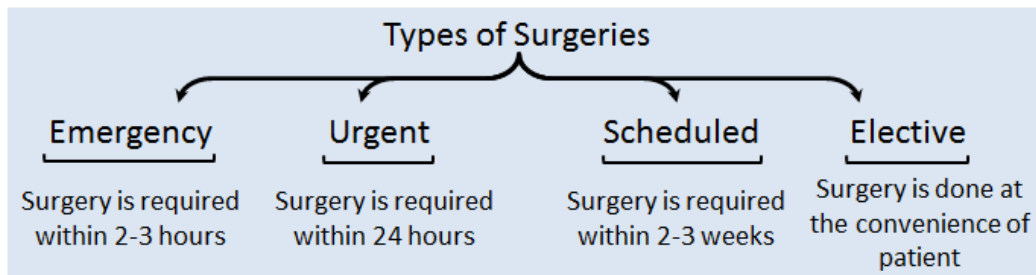 Types of Surgeries
Emergency
Urgent
Scheduled
Elective
Surgery is required
within 2-3 hours
Surgery is required
within 24 hours
Surgery is required
within 2-3 weeks
Surgery is done at
the convenience of
patient